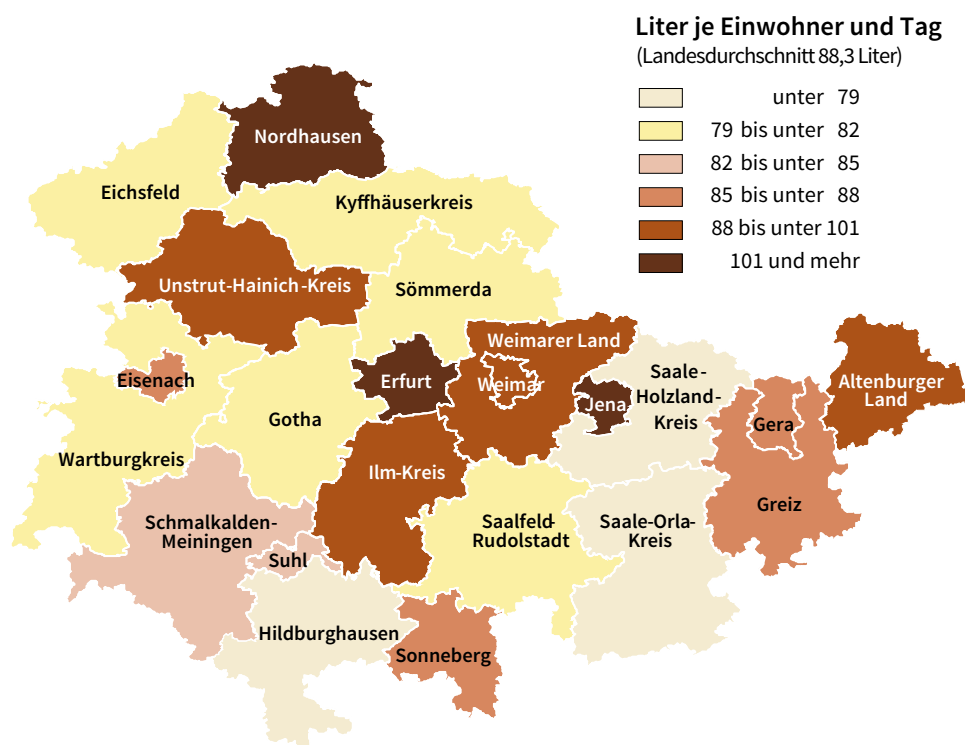 Liter je Einwohner und Tag
(Landesdurchschnitt 88,3 Liter)
unter 79
79 bis unter 82
82 bis unter 85
85 bis unter 88
88 bis unter 101
101 und mehr
Nordhausen
Eichsfeld
Kyffhäuserkreis
Unstrut-Hainich-Kreis
Sömmerda
Weimarer Land
Eisenach
Erfurt
Weimar
Jena
Saale-
Holzland-
Kreis
Altenburger
Land
Gotha
Gera
Wartburgkreis
Ilm-Kreis
Greiz
Schmalkalden-
Meiningen
Suhl
Saalfeld-
Rudolstadt
Saale-Orla-
Kreis
Hildburghausen
Sonneberg